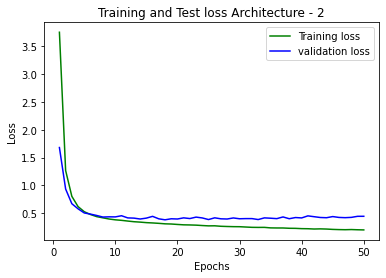 Training and Test loss Architecture - 2
Training loss
validation loss
Loss
3.5
3.0
2.5
2.0
1.5
1.0
0.5
0 10 20 30 40 50
Epochs